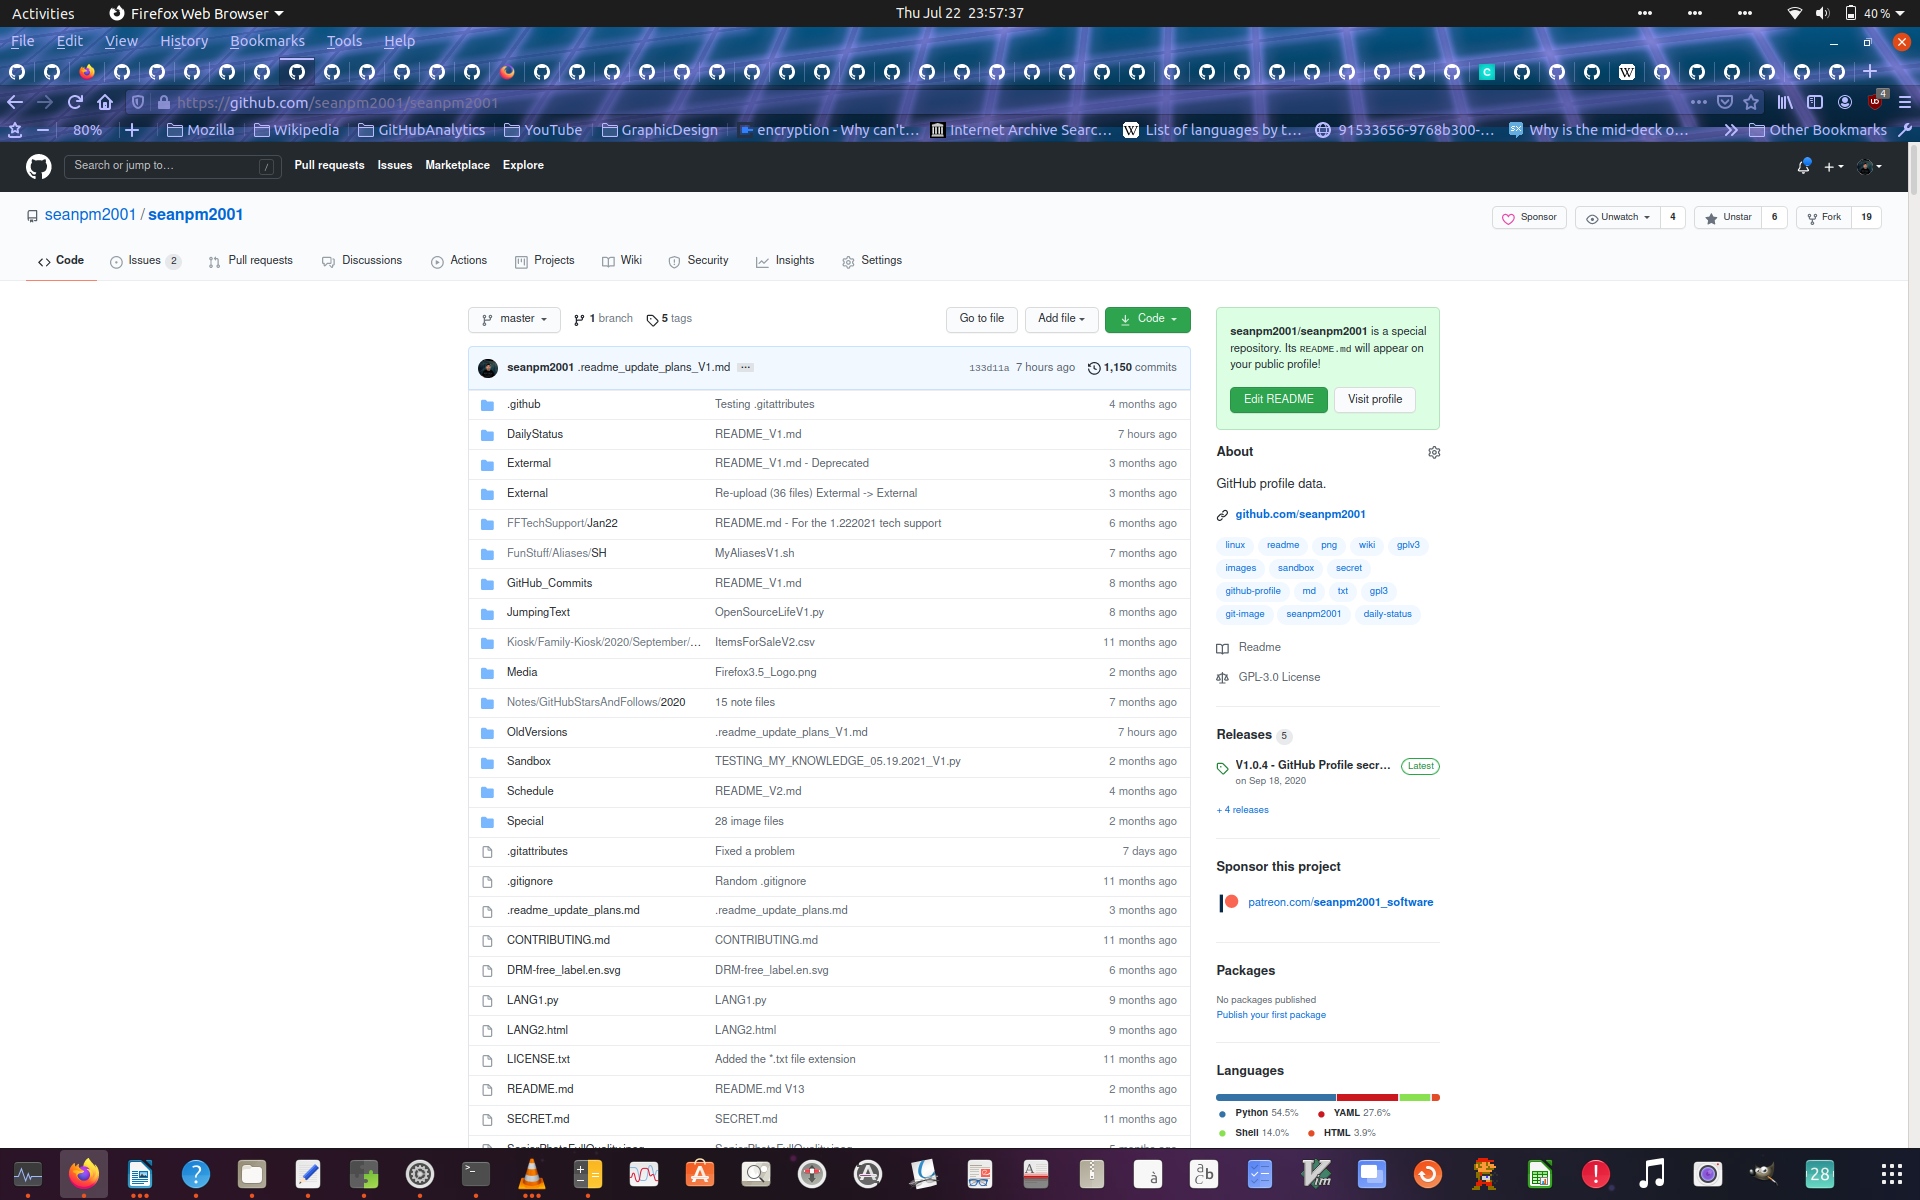 Activities Firefox Web Browser Thu Jul 22 23:57:37 40 %
File Edit View History Bookmarks Tools Help
https://github.com/seanpm2001/seanpm2001 4
80% Mozilla Wikipedia GitHubAnalytics YouTube GraphicDesign encryption - Why can't... Internet Archive Searc... List of languages by t... 91533656-9768b300-... Why is the mid-deck o... Other Bookmarks
Search or jump to... / Pull requests Issues Marketplace Explore
seanpm2001 / seanpm2001 Sponsor Unwatch 4 Unstar 6 Fork 19
Code Issues 2 Pull requests Discussions Actions Projects Wiki Security Insights Settings
master 1 branch 5 tags Go to file Add file Code
seanpm2001 .readme_update_plans_V1.md ... 133d11a 7 hours ago 1,150 commits
.github Testing .gitattributes 4 months ago
DailyStatus README_V1.md 7 hours ago
Extermal README_V1.md - Deprecated 3 months ago
External Re-upload (36 files) Extermal -> External 3 months ago
FFTechSupport/Jan22 README.md - For the 1.222021 tech support 6 months ago
FunStuff/Aliases/SH MyAliasesV1.sh 7 months ago
GitHub_Commits README_V1.md 8 months ago
JumpingText OpenSourceLifeV1.py 8 months ago
Kiosk/Family-Kiosk/2020/September/... ItemsForSaleV2.csv 11 months ago
Media Firefox3.5_Logo.png 2 months ago
Notes/GitHubStarsAndFollows/2020 15 note files 7 months ago
OldVersions .readme_update_plans_V1.md 7 hours ago
Sandbox TESTING_MY_KNOWLEDGE_05.19.2021_V1.py 2 months ago
Schedule README_V2.md 4 months ago
Special 28 image files 2 months ago
.gitattributes Fixed a problem 7 days ago
.gitignore Random .gitignore 11 months ago
.readme_update_plans.md .readme_update_plans.md 3 months ago
CONTRIBUTING.md CONTRIBUTING.md 11 months ago
DRM-free_label.en.svg DRM-free_label.en.svg 6 months ago
LANG1.py LANG1.py 9 months ago
LANG2.html LANG2.html 9 months ago
LICENSE.txt Added the *.txt file extension 11 months ago
README.md README.md V13 2 months ago
SECRET.md SECRET.md 11 months ago
seanpm2001/seanpm2001 is a special
repository. Its README.md will appear on
your public profile!
Edit README Visit profile
About
GitHub profile data.
github.com/seanpm2001
linux readme png wiki gplv3
images sandbox secret
github-profile md txt gpl3
git-image seanpm2001 daily-status
Readme
GPL-3.0 License
Releases 5
V1.0.4 - GitHub Profile secr... Latest
on Sep 18, 2020
+ 4 releases
Sponsor this project
patreon.com/seanpm2001_software
Packages
No packages published
Publish your first package
Languages
Python 54.5% YAML 27.6%
Shell 14.0% HTML 3.9%
28